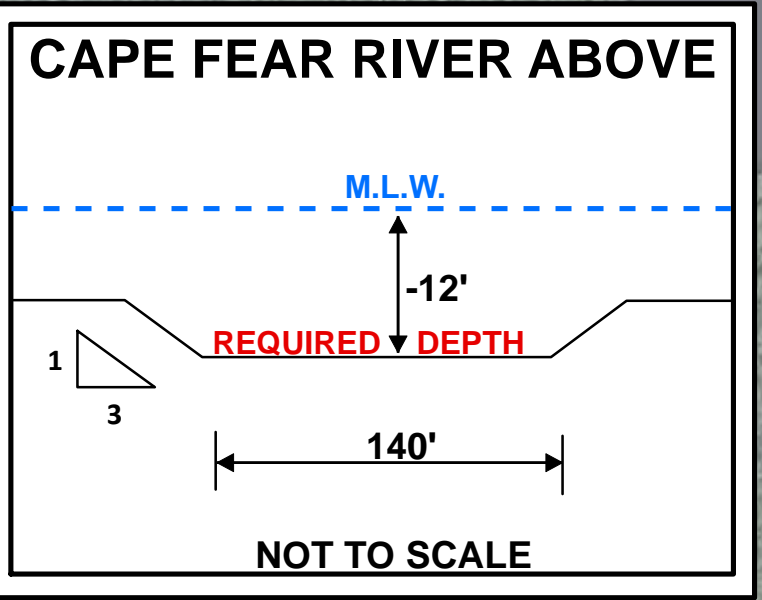 CAPE FEAR RIVER ABOVE
M.L.W.
-12'
REQUIRED DEPTH
1
3
140'
NOT TO SCALE